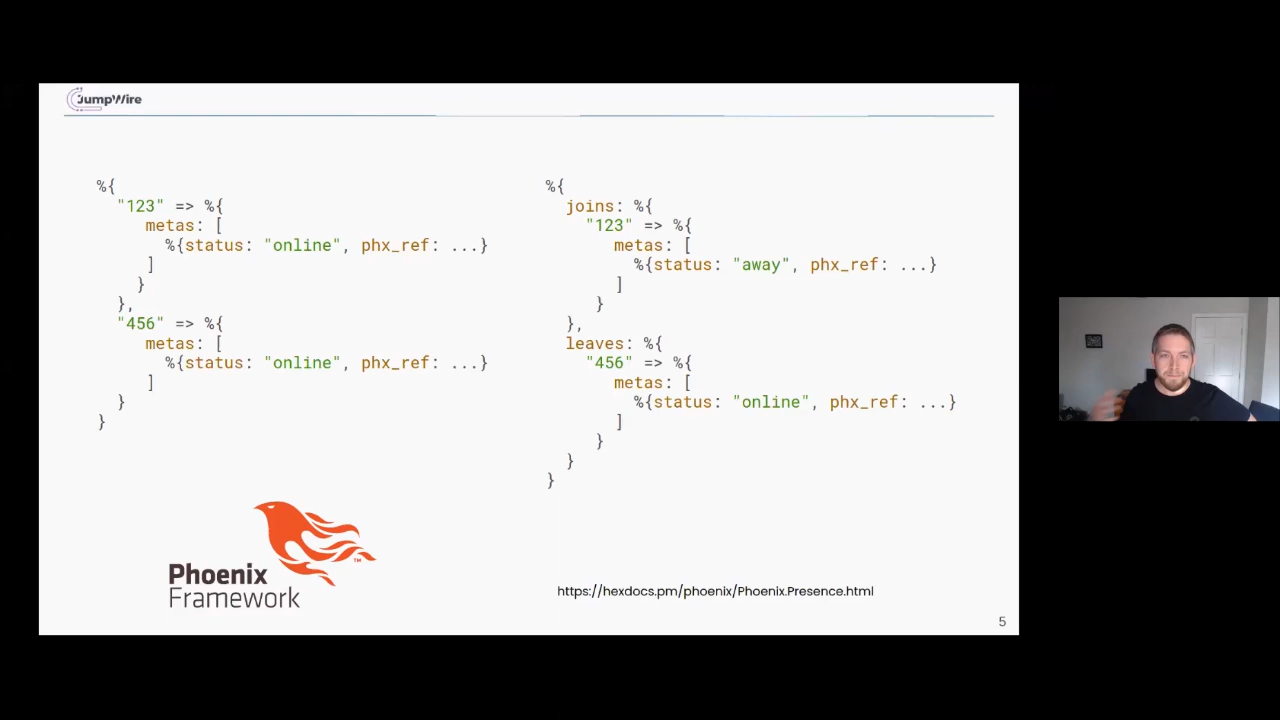 JumpWire
%{
"123" => %{
metas: [
%{status: "online", phx_ref: ...}
]
}
},
"456" => %{
metas: [
%{status: "online", phx_ref: ...}
]
}
}
%{
joins: %{
"123" => %{
metas: [
%{status: "away", phx_ref: ...}
]
}
},
leaves: %{
"456" => %{
metas: [
%{status: "online", phx_ref: ...}
]
}
}
}
Phoenix
Framework
TM
https://hexdocs.pm/phoenix/Phoenix.Presence.html
5